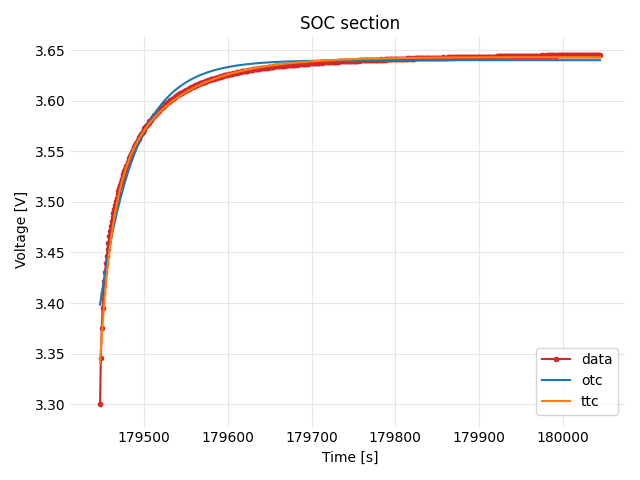 SOC section
Voltage [V]
3.65
3.60
3.55
3.50
3.45
3.40
3.35
3.30
data
otc
ttc
179500 179600 179700 179800 179900 180000
Time [s]